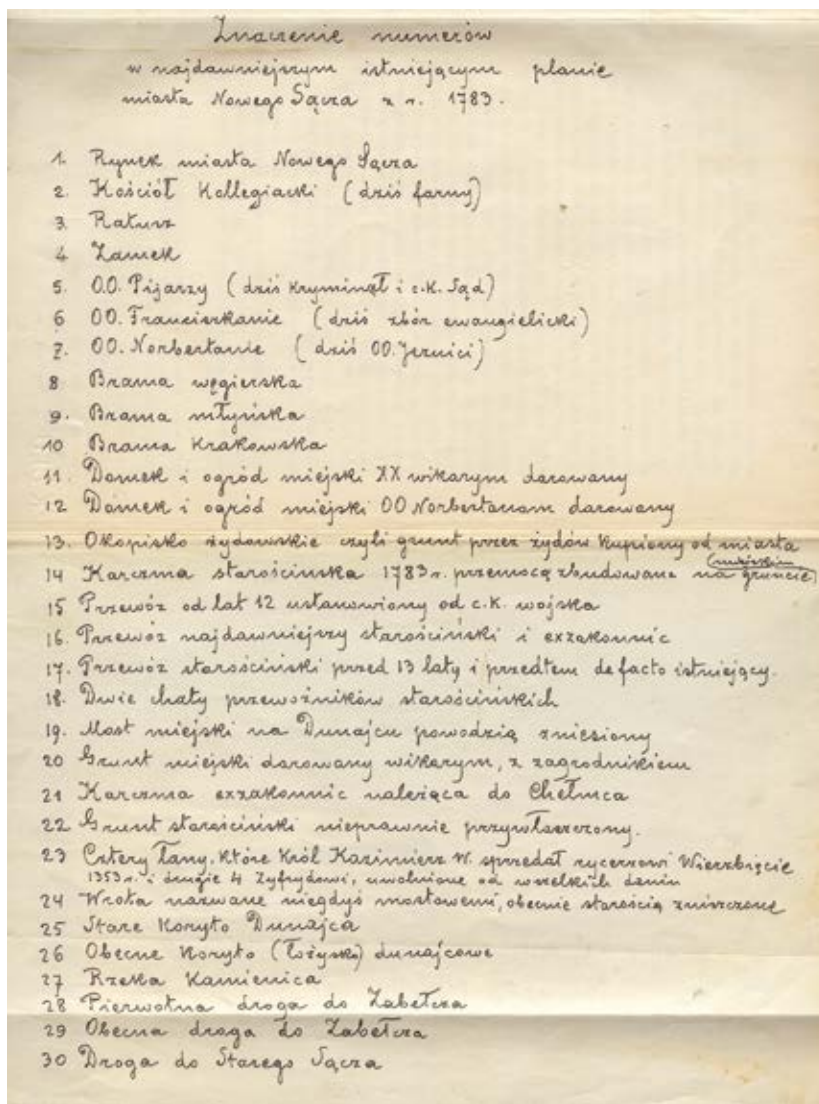 Znaczenie numerów
w najdawniejszym istniejącym planie
miasta Nowego Sącza z r. 1783.
1. Rynek miasta Nowego Sącza
2. Kościół Kollegiacki (dziś farny)
3. Ratusz
4 Zamek
5. OO. Pijarzy (dziś kryminął i c.k. Sąd)
6 OO. Franciszkanie (dziś zbór ewangielicki)
7. OO. Norbertanie (dziś OO. Jezuici)
8 Brama węgierska
9. Brama młyńska
10 Brama Krakowska
11. Domek i ogród miejski XX wikarym darowany
12 Domek i ogród miejski OO Norbertanom darowany
13. Okopisko żydowskie czyli grunt przez żydów kupiony od miasta
14 Karczma starościńska 1783 r. przemocą zbudowane na gruncie (miejskim)
15 Przewóz od lat 12 ustanowiony od c.k. wojska
16. Przewóz najdawniejszy starościński i exzakonnic
17. Przewóz starościński przed 13 laty i przedtem de facto istniejący.
18. Dwie chaty przewoźników starościńskich
19. Most miejski na Dunajcu powodzią zniesiony
20 Grunt miejski darowany wikarym, z zagrodnikiem
21 Karczma exzakonnic należąca do Chełmca
22 Grunt starościński nieprawnie przywłaszczony.
23 Cztery łany, które Król Kazimierz W. sprzedał rycerzowi Wierzbięcie
1353 r. i drugie 4 Zyfrydowi, uwolnione od wszelkich danin
24 Wrota nazwane niegdyś mostowemi, obecnie starością zniszczone
25 Stare Koryto Dunajca
26 Obecne Koryto (łożysko) dunajcowe
27 Rzeka Kamienica
28 Pierwotna droga do Zabełcza
29 Obecna droga do Zabełcza
30 Droga do Starego Sącza